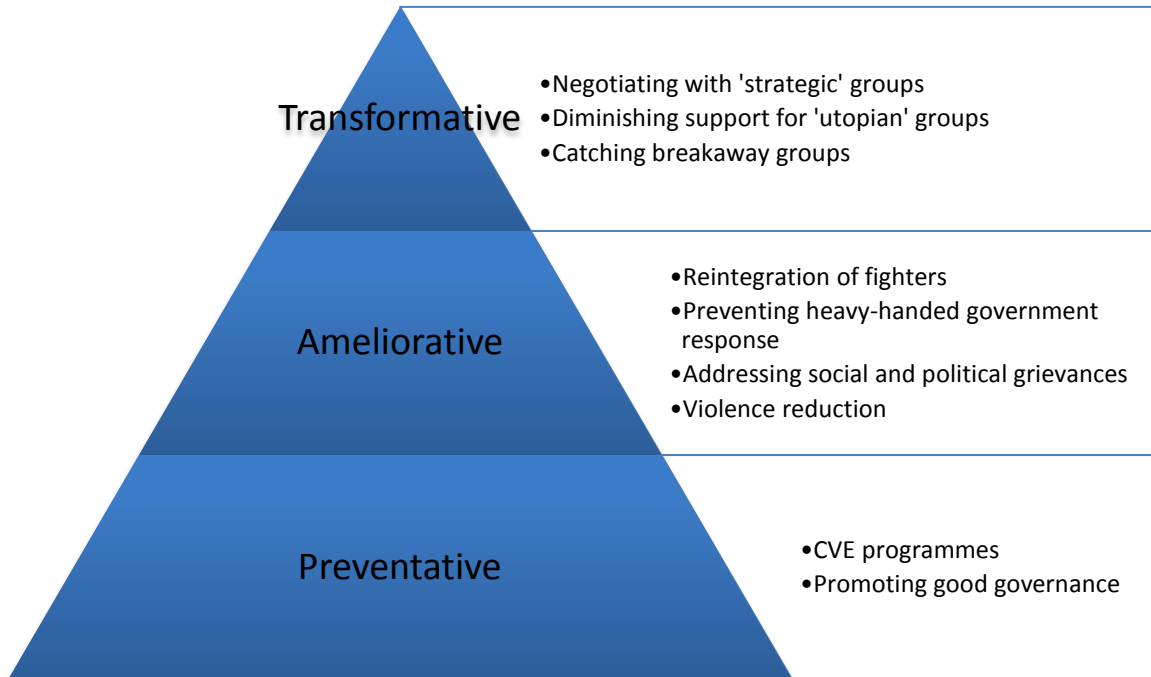 Transformative
•Negotiating with 'strategic' groups
•Diminishing support for 'utopian' groups
•Catching breakaway groups
Ameliorative
•Reintegration of fighters
•Preventing heavy-handed government
response
•Addressing social and political grievances
•Violence reduction
Preventative
•CVE programmes
•Promoting good governance